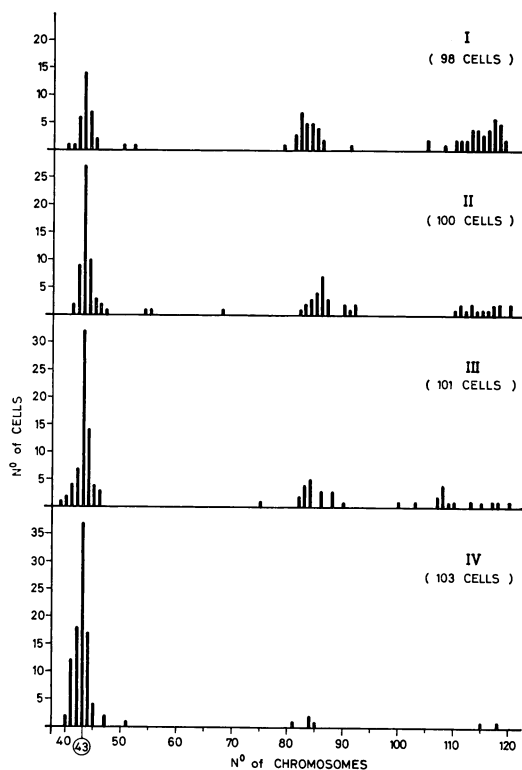 I
( 98 CELLS )
20
15
10
5
II
( 100 CELLS )
25
20
15
10
5
III
( 101 CELLS )
30
25
20
15
10
5
Nº of CELLS
IV
( 103 CELLS )
35
30
25
20
15
10
5
40 43 50 60 70 80 90 100 110 120
Nº of CHROMOSOMES